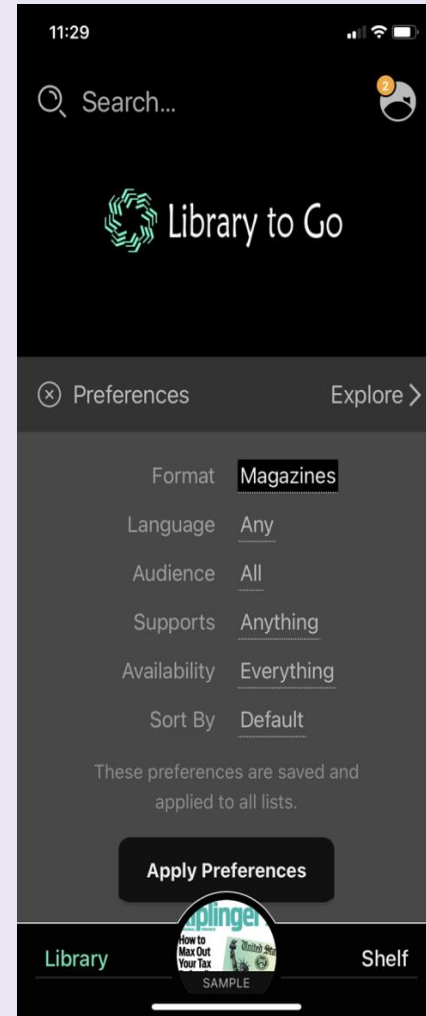 11:29
2
Search...
Library to Go
Preferences Explore
Format Magazines
Language Any
Audience All
Supports Anything
Availability Everything
Sort By Default
These preferences are saved and
applied to all lists.
Apply Preferences
How to
Max Out
Your Tax
Library
SAMPLE
Shelf